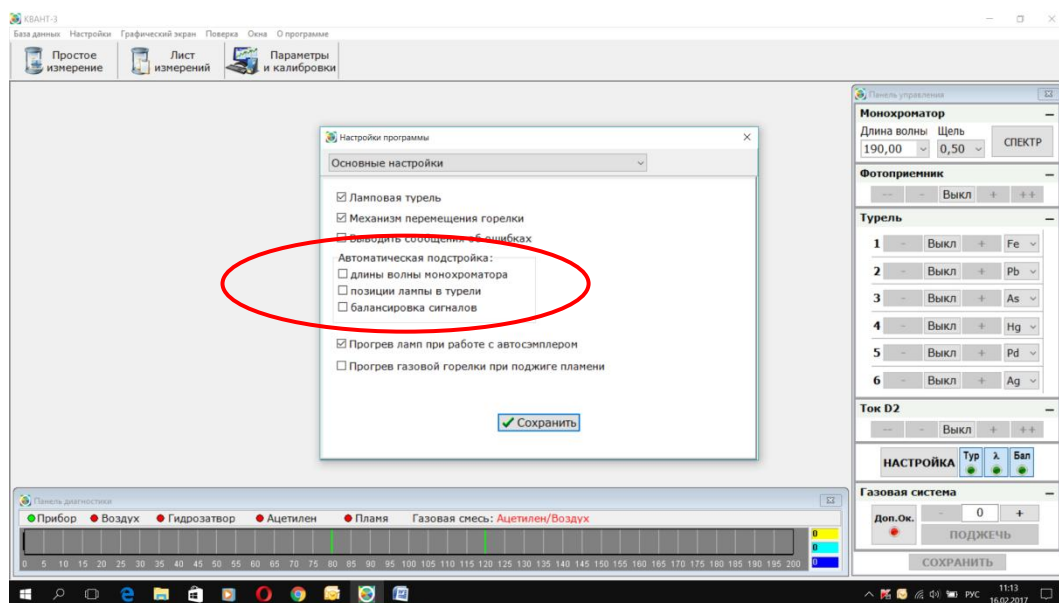 КВАНТ-3
База данных Настройки Графический экран Поверка Окна О программе
Простое измерение Лист измерений Параметры и калибровки
Панель управления
Монохроматор
Длина волны Щель
190,00 0,50 СПЕКТР
Фотоприемник
-- - Выкл + ++
Турель
1 - Выкл + Fe
2 - Выкл + Pb
3 - Выкл + As
4 - Выкл + Hg
5 - Выкл + Pd
6 - Выкл + Ag
Ток D2
-- - Выкл + ++
НАСТРОЙКА Тур λ Бал
Газовая система
Доп.Ок. - 0 +
ПОДЖЕЧЬ
СОХРАНИТЬ
Настройки программы
Основные настройки
Ламповая турель
Механизм перемещения горелки
Выводить сообщения об ошибках
Автоматическая подстройка:
длины волны монохроматора
позиции лампы в турели
балансировка сигналов
Прогрев ламп при работе с автосэмплером
Прогрев газовой горелки при поджиге пламени
Сохранить
Панель диагностики
Прибор Воздух Гидрозатвор Ацетилен Пламя Газовая смесь: Ацетилен/Воздух
0
0
0 5 10 15 20 25 30 35 40 45 50 55 60 65 70 75 80 85 90 95 100 105 110 115 120 125 130 135 140 145 150 155 160 165 170 175 180 185 190 195 200 0
РУС 11:13
16.02.2017